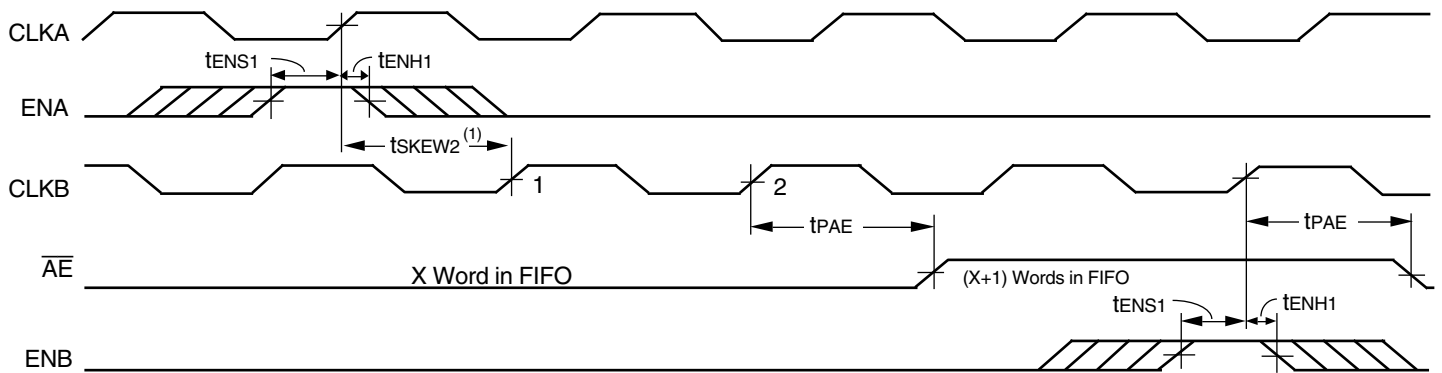 CLKA
tENS1 tENH1
ENA
tSKEW2 (1)
CLKB 1 2
tPAE tPAE
AE X Word in FIFO (X+1) Words in FIFO
tENS1 tENH1
ENB